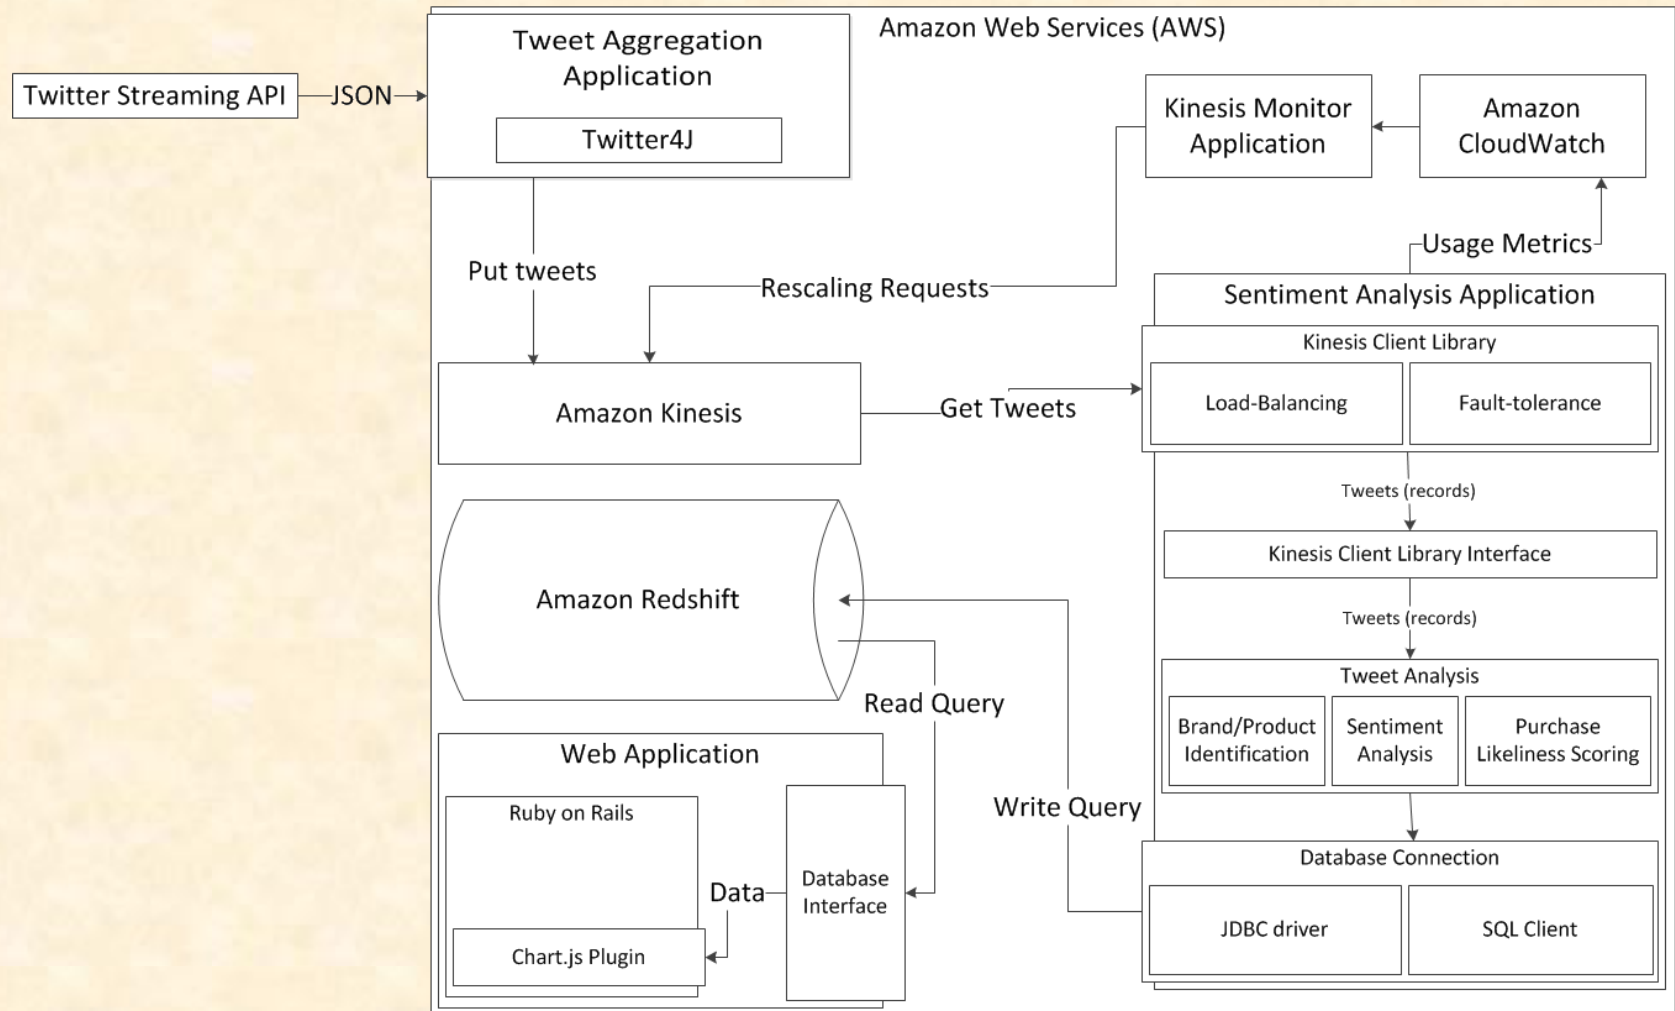 Amazon Web Services (AWS)
Tweet Aggregation
Application
Twitter4J
Twitter Streaming API
JSON
Kinesis Monitor
Application
Amazon
CloudWatch
Usage Metrics
Put tweets
Rescaling Requests
Sentiment Analysis Application
Kinesis Client Library
Load-Balancing
Fault-tolerance
Amazon Kinesis
Get Tweets
Tweets (records)
Kinesis Client Library Interface
Tweets (records)
Amazon Redshift
Tweet Analysis
Brand/Product
Identification
Sentiment
Analysis
Purchase
Likeliness Scoring
Read Query
Write Query
Web Application
Ruby on Rails
Chart.js Plugin
Data
Database
Interface
Database Connection
JDBC driver
SQL Client